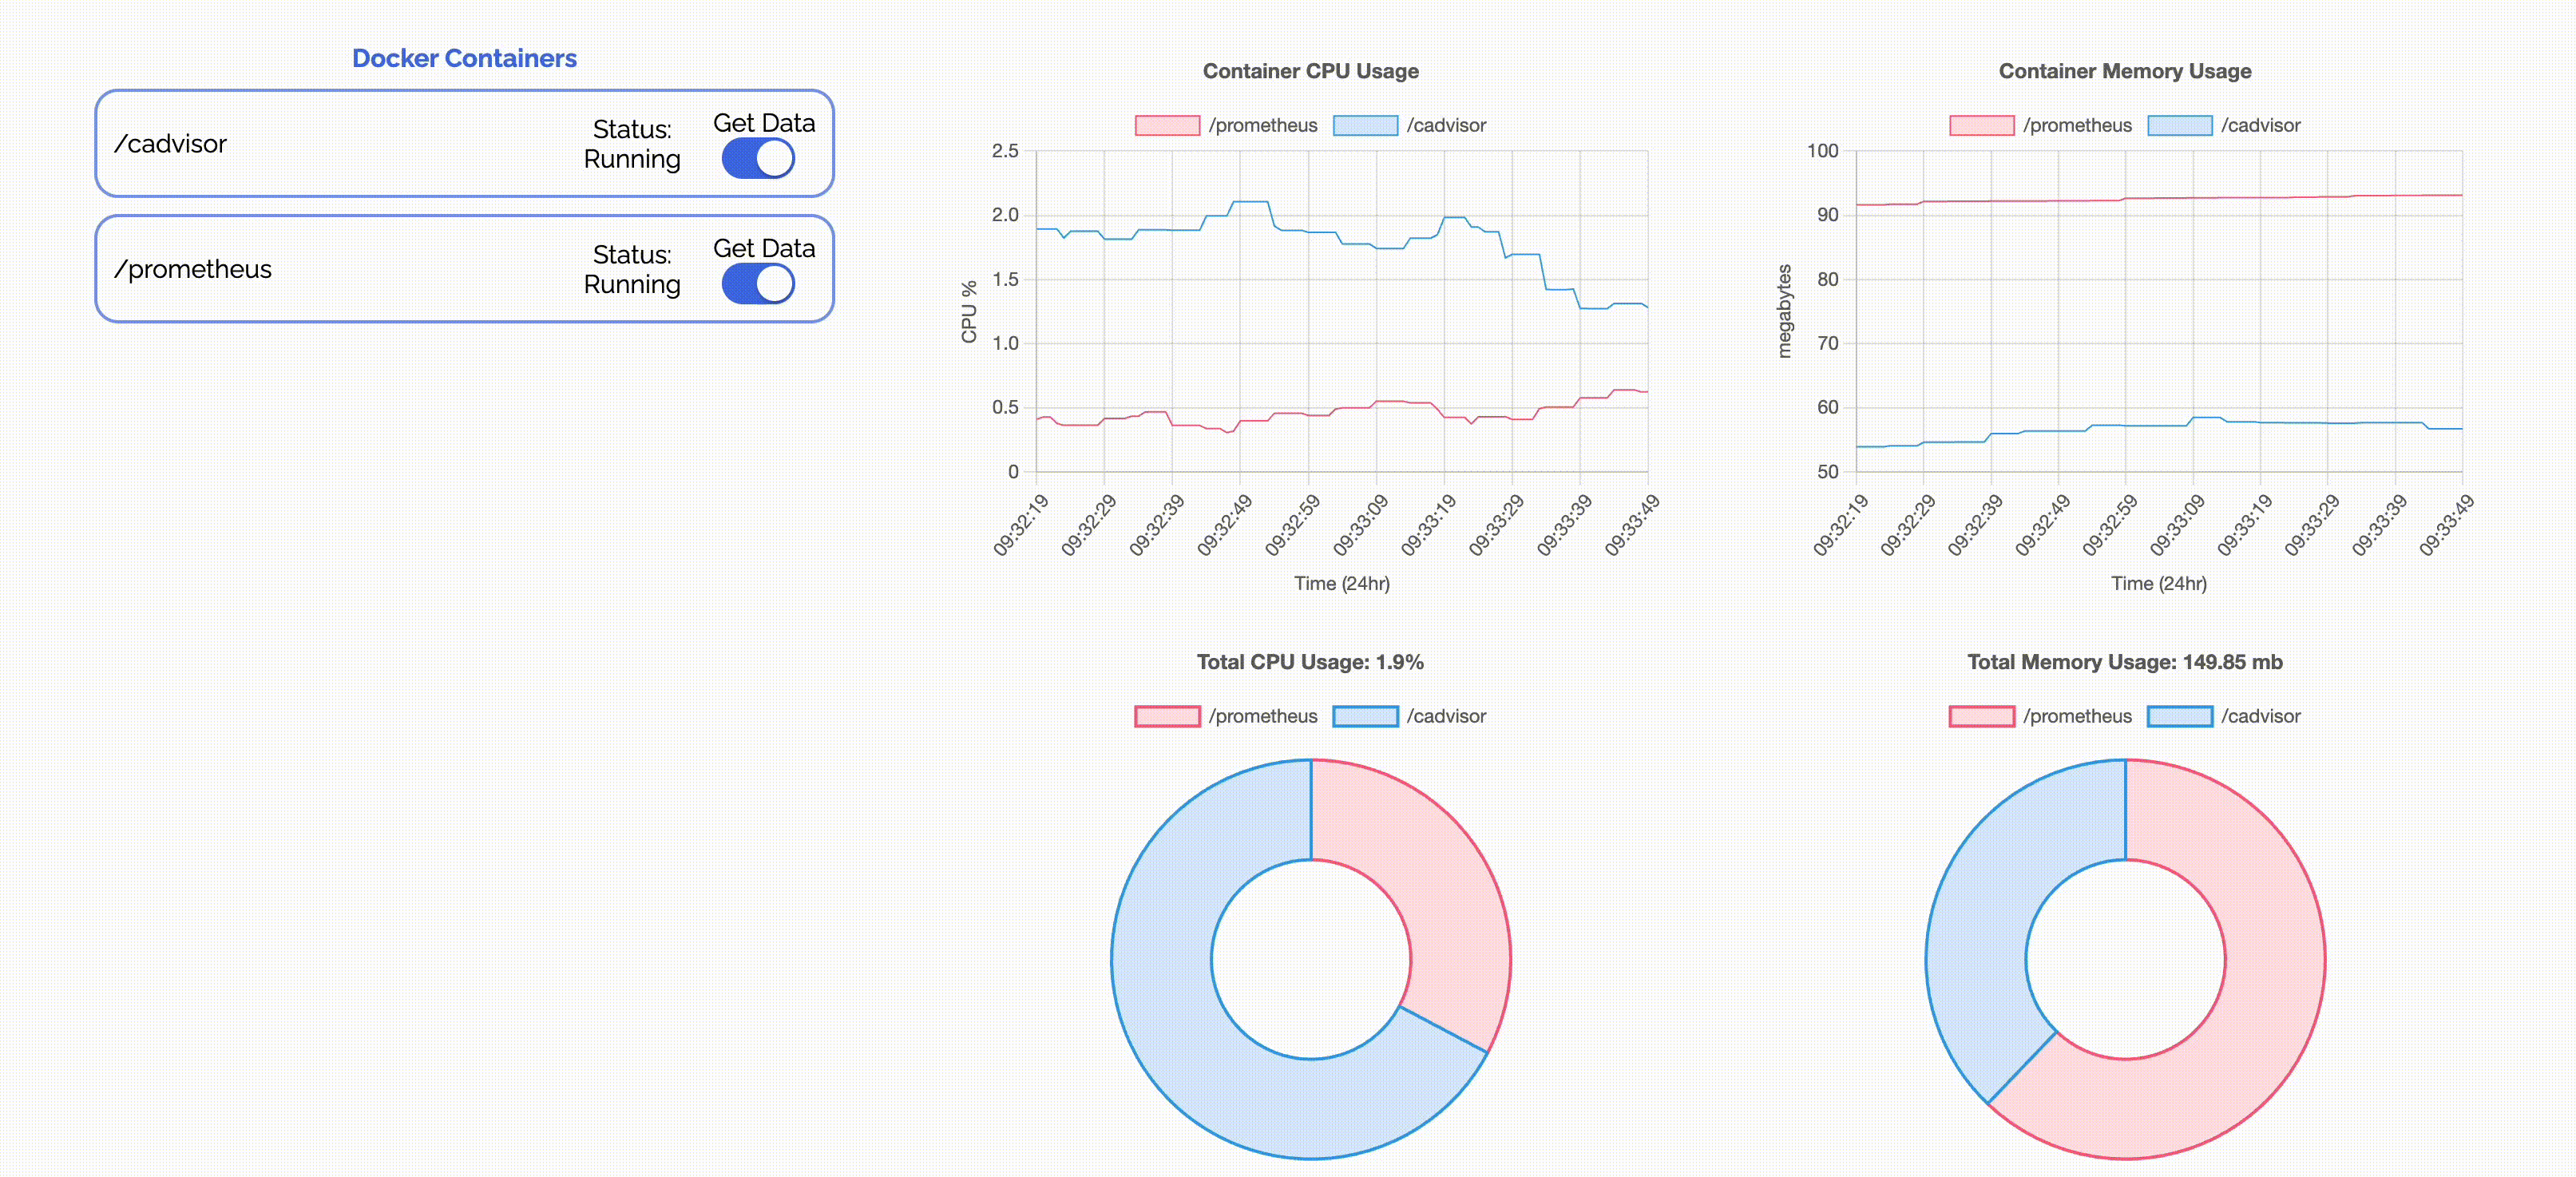 Docker Containers
/cadvisor
Status:
Running
Get Data
/prometheus
Status:
Running
Get Data
Container CPU Usage
/prometheus /cadvisor
2.5
2.0
1.5
1.0
0.5
0
CPU %
09:32:19 09:32:29 09:32:39 09:32:49 09:32:59 09:33:09 09:33:19 09:33:29 09:33:39 09:33:49
Time (24hr)
Container Memory Usage
/prometheus /cadvisor
100
90
80
70
60
50
megabytes
09:32:19 09:32:29 09:32:39 09:32:49 09:32:59 09:33:09 09:33:19 09:33:29 09:33:39 09:33:49
Time (24hr)
Total CPU Usage: 1.9%
/prometheus /cadvisor
Total Memory Usage: 149.85 mb
/prometheus /cadvisor